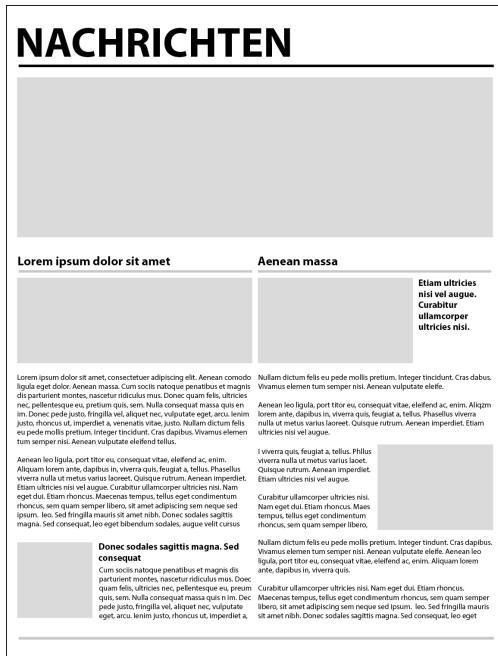 NACHRICHTEN
Lorem ipsum dolor sit amet
Lorem ipsum dolor sit amet, consectetuer adipiscing elit. Aenean comodo
ligula eget dolor. Aenean massa. Cum sociis natoque penatibus et magnis
dis parturient montes, nascetur ridiculus mus. Donec quam felis, ultricies
nec, pellentesque eu, pretium quis, sem. Nulla consequat massa quis en
im. Donec pede justo, fringilla vel, aliquet nec, vulputate eget, arcu. Ienim
justo, rhoncus ut, imperdiet a, venenatis vitae, justo. Nullam dictum felis
eu pede mollis pretium. Integer tincidunt. Cras dapibus. Vivamus elemen
tum semper nisi. Aenean vulputate eleifend tellus.
Aenean leo ligula, port titor eu, consequat vitae, eleifend ac, enim.
Aliquam lorem ante, dapibus in, viverra quis, feugiat a, tellus. Phasellus
viverra nulla ut metus varius laoreet. Quisque rutrum. Aenean imperdiet.
Etiam ultricies nisi vel augue. Curabitur ullamcorper ultricies nisi. Nam
eget dui. Etiam rhoncus. Maecenas tempus, tellus eget condimentum
rhoncus, sem quam semper libero, sit amet adipiscing sem neque sed
ipsum. leo. Sed fringilla mauris sit amet nibh. Donec sodales sagittis
magna. Sed consequat, leo eget bibendum sodales, augue velit cursus
Donec sodales sagittis magna. Sed
consequat
Cum sociis natoque penatibus et magnis dis
parturient montes, nascetur ridiculus mus. Doec
quam felis, ultricies nec, pellentesque eu, preum
quis, sem. Nulla consequat massa quis n im. Dec
pede justo, fringilla vel, aliquet nec, vulputate
eget, arcu. Ienim justo, rhoncus ut, imperdiet a,
Aenean massa
Etiam ultricies
nisi vel augue.
Curabitur
ullamcorper
ultricies nisi.
Nullam dictum felis eu pede mollis pretium. Integer tindunt. Cras dabus.
Vivamus elemen tum semper nisi. Aenean vulputate eleife.
Aenean leo ligula, port titor eu, consequat vitae, eleifend ac, enim. Aliqzm
lorem ante, dapibus in, viverra quis, feugiat a, tellus. Phasellus viverra
nulla ut metus varius laoreet. Quisque rutrum. Aenean imperdiet. Etiam
ultricies nisi vel augue.
I viverra quis, feugiat a, tellus. Phllus
viverra nulla ut metus varius laoet.
Quisque rutrum. Aenean imperdiet.
Etiam ultricies nisi vel augue.
Curabitur ullamcorper ultricies nisi.
Nam eget dui. Etiam rhoncus. Maes
tempus, tellus eget condimentum
rhoncus, sem quam semper libero,
Nullam dictum felis eu pede mollis pretium. Integer tincidunt. Cras dapibus.
Vivamus elemen tum semper nisi. Aenean vulputate eleife. Aenean leo
ligula, port titor eu, consequat vitae, eleifend ac, enim. Aliquam lorem
ante, dapibus in, viverra quis.
Curabitur ullamcorper ultricies nisi. Nam eget dui. Etiam rhoncus.
Maecenas tempus, tellus eget condimentum rhoncus, sem quam semper
libero, sit amet adipiscing sem neque sed ipsum. leo. Sed fringilla mauris
sit amet nibh. Donec sodales sagittis magna. Sed consequat, leo eget